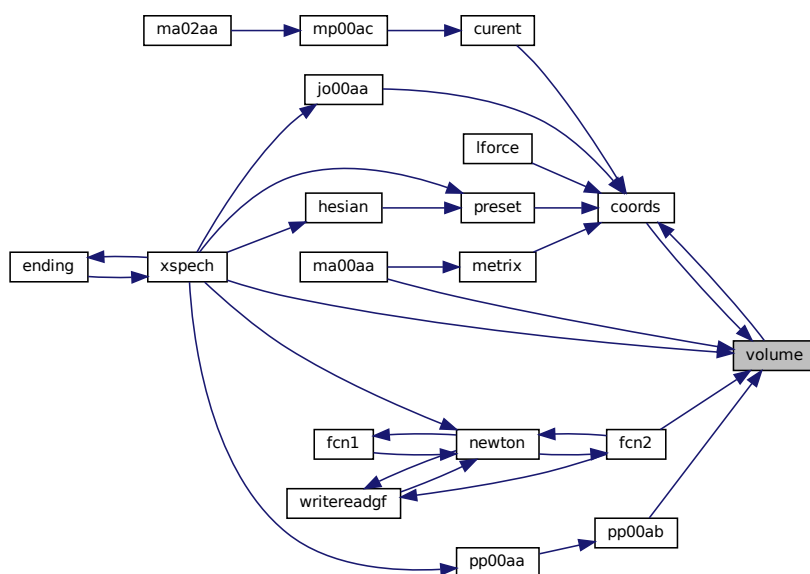 ma02aa
mp00ac
curent
jo00aa
lforce
hesian
preset
coords
ending
xspech
ma00aa
metrix
volume
fcn1
newton
fcn2
writereadgf
pp00ab
pp00aa